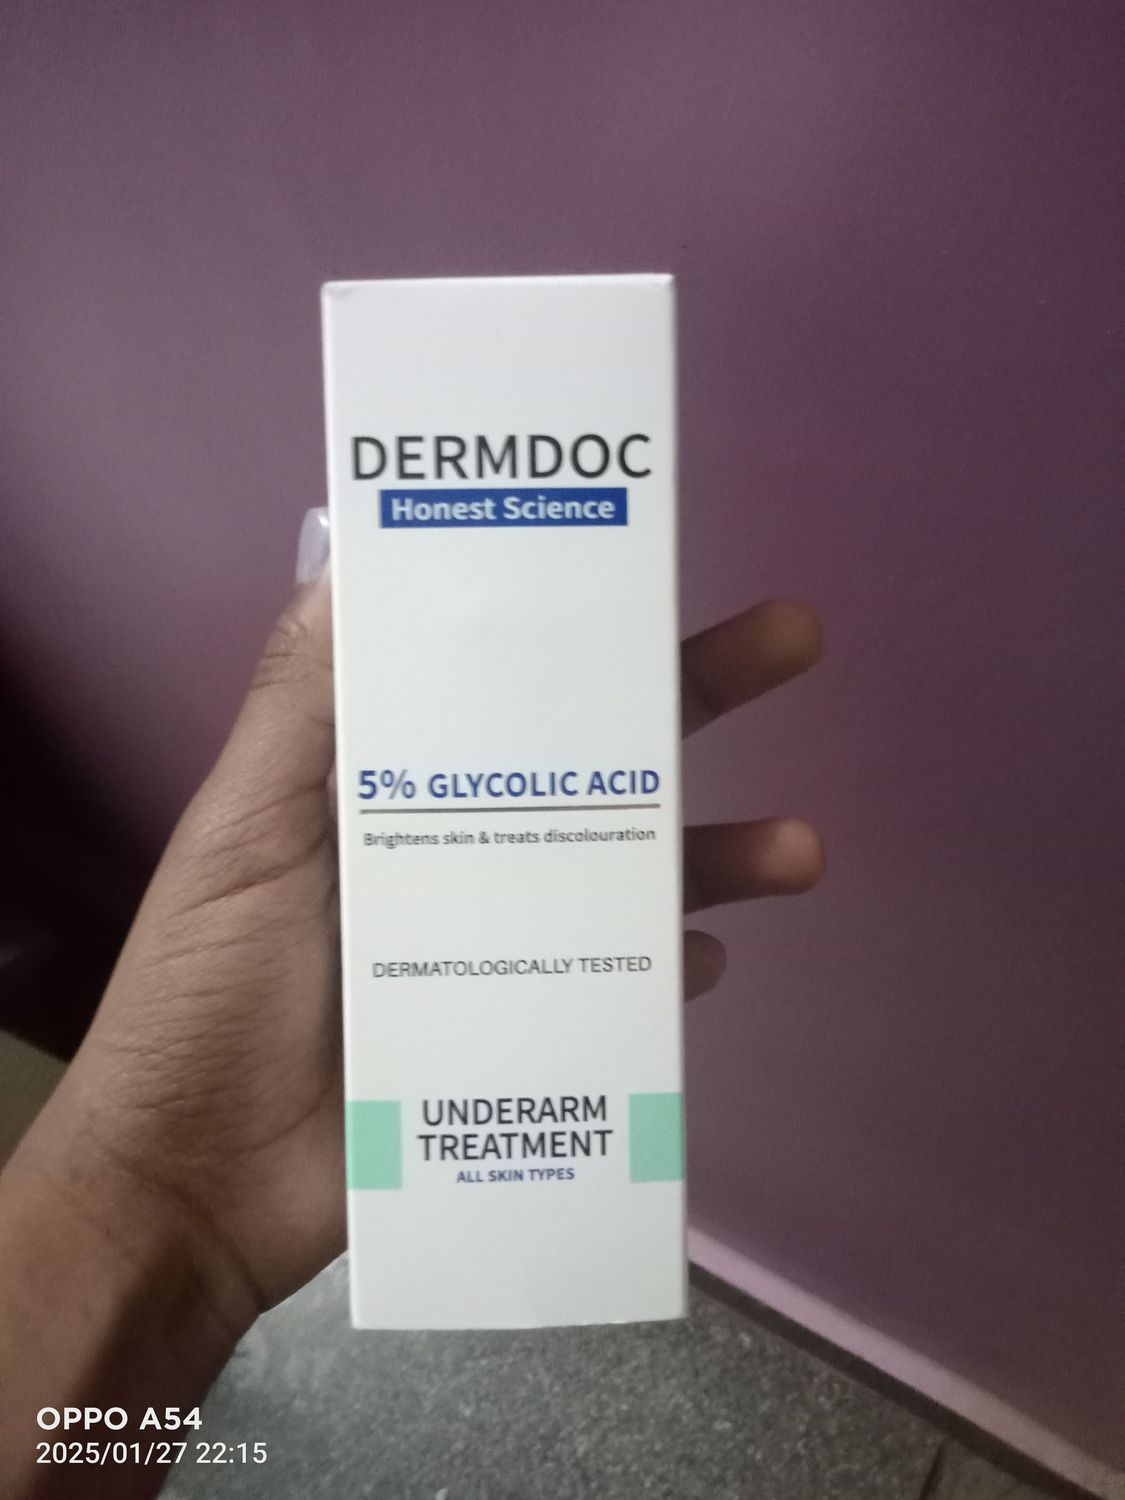 DERMDOC
Honest Science
5% GLYCOLIC ACID
Brightens skin & treats discolouration
DERMATOLOGICALLY TESTED
UNDERARM
TREATMENT
ALL SKIN TYPES
OPPO A54
2025/01/27 22:15